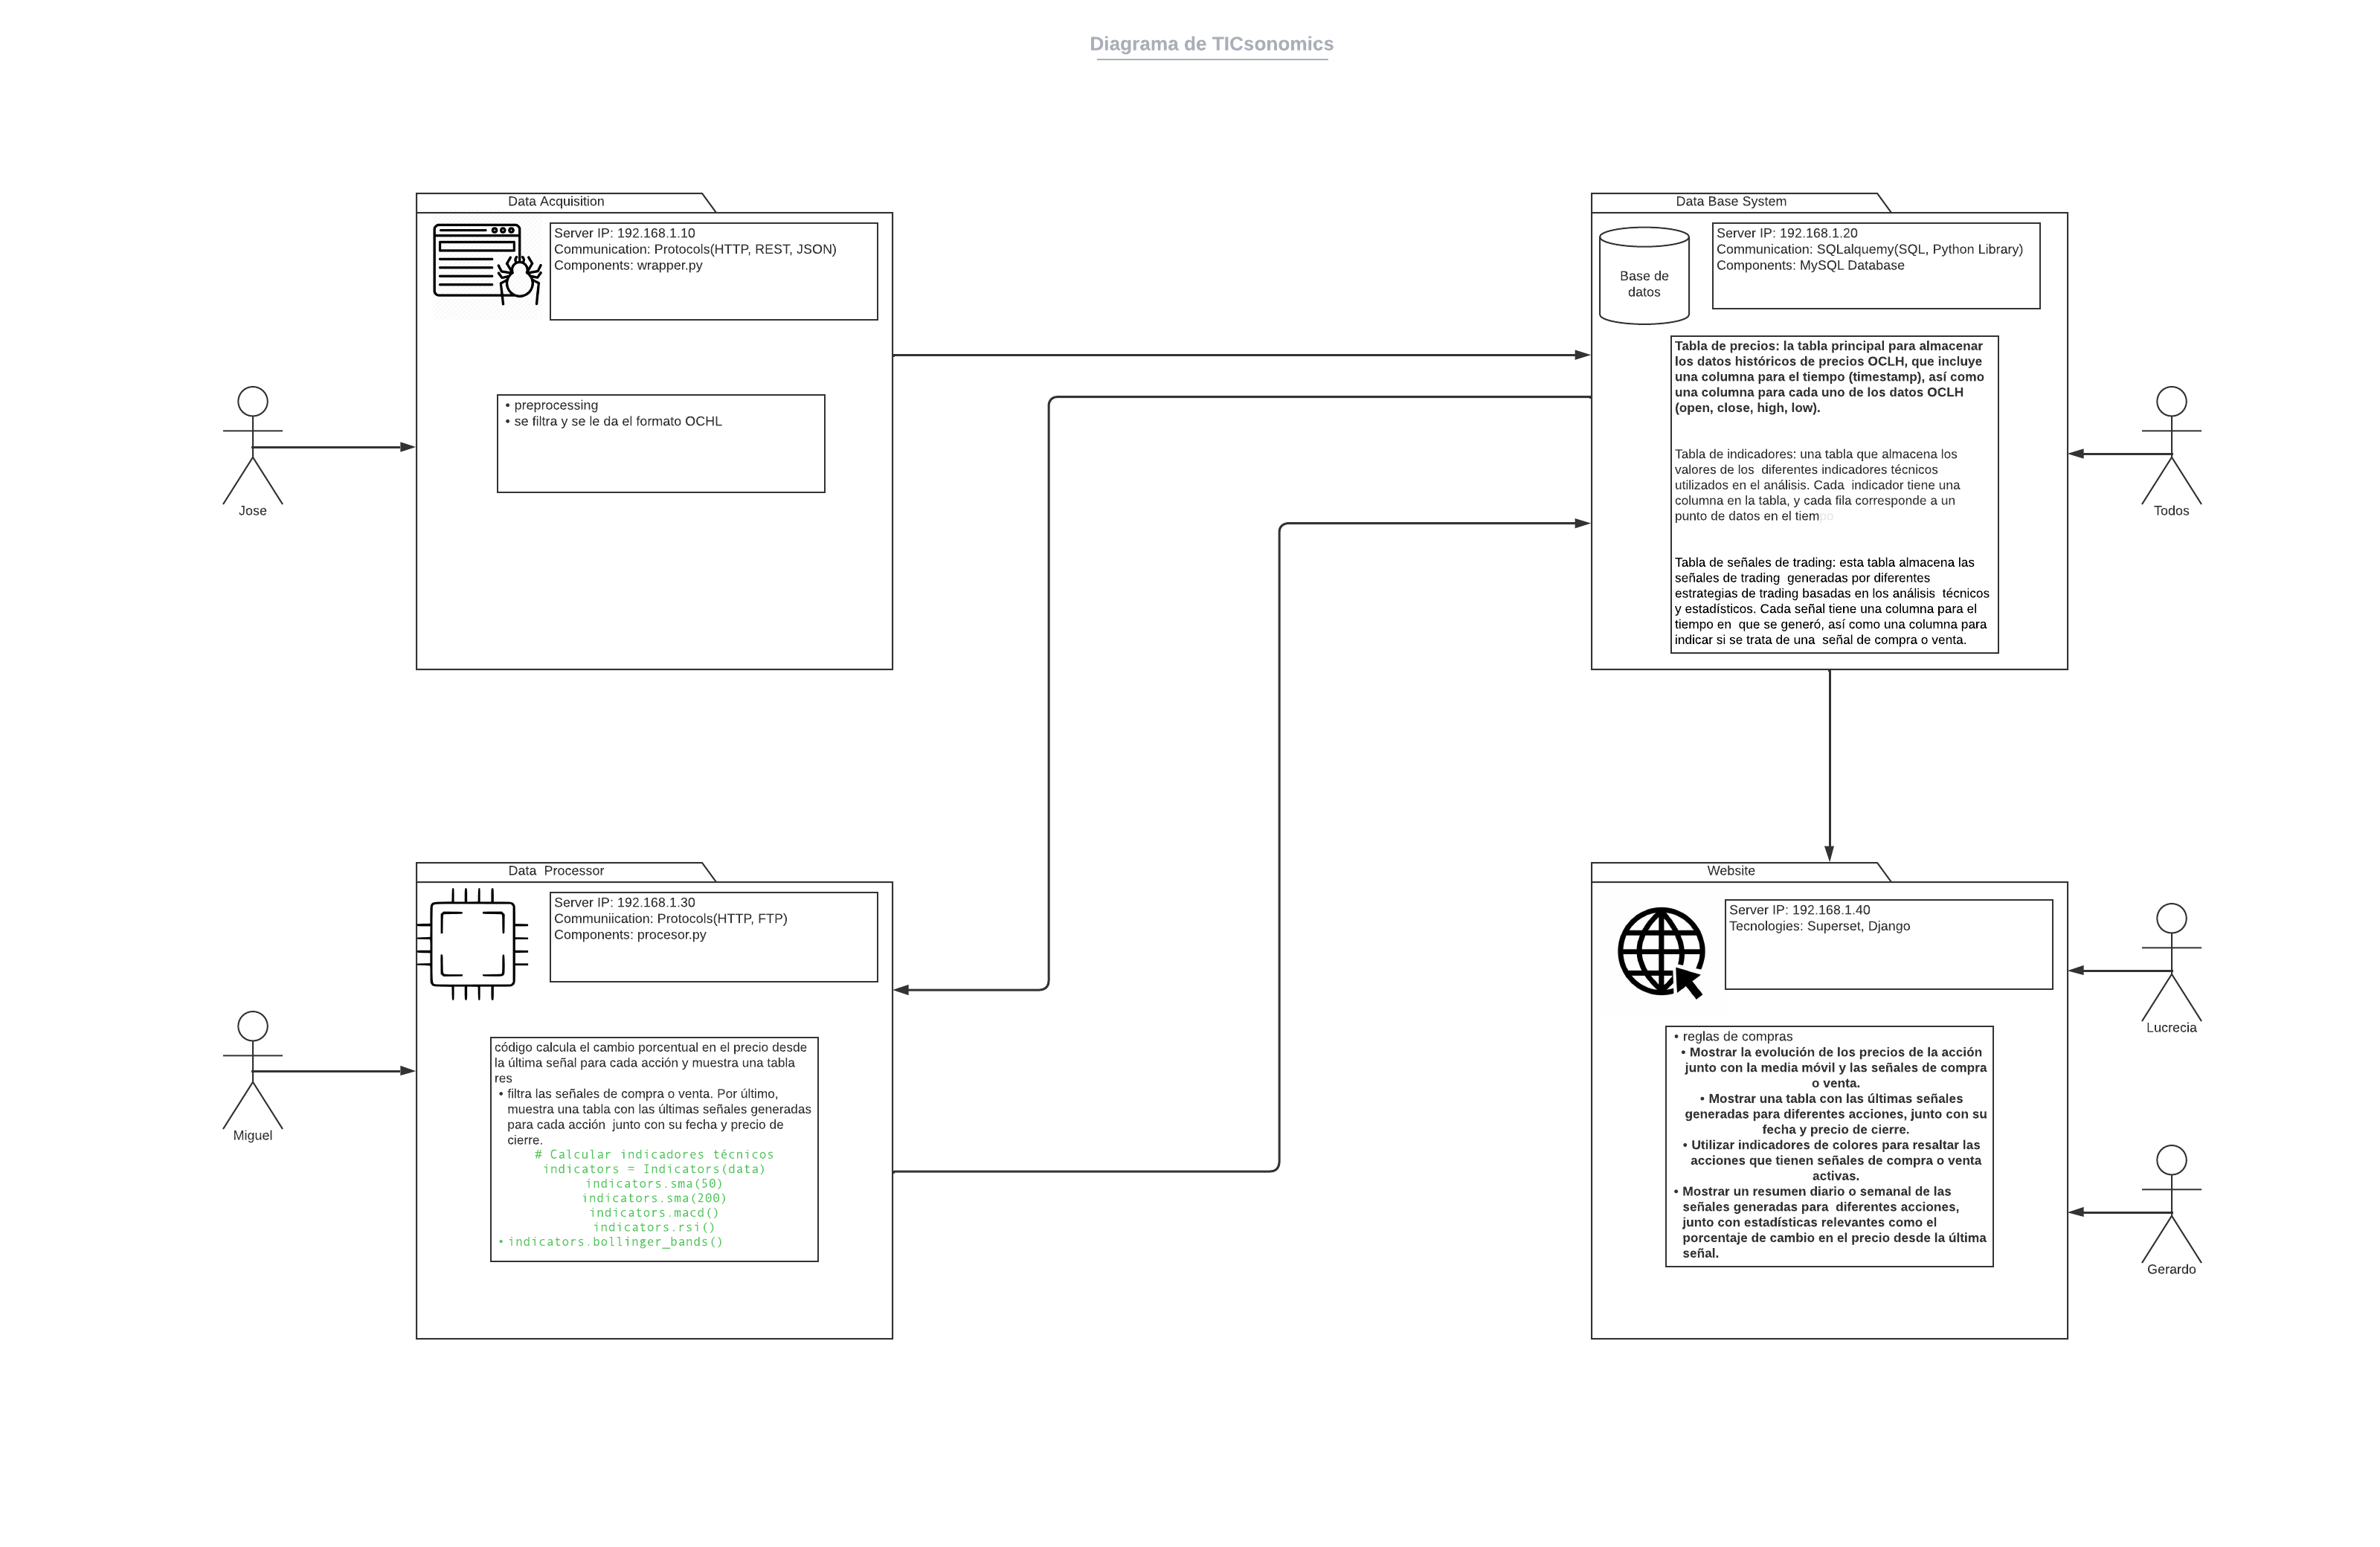 Diagrama de TICsonomics
Data Acquisition
Server IP: 192.168.1.10
Communication: Protocols(HTTP, REST, JSON)
Components: wrapper.py
• preprocessing
• se filtra y se le da el formato OCHL
Jose
Data Base System
Base de
datos
Server IP: 192.168.1.20
Communication: SQLalquemy(SQL, Python Library)
Components: MySQL Database
Tabla de precios: la tabla principal para almacenar
los datos históricos de precios OCLH, que incluye
una columna para el tiempo (timestamp), así como
una columna para cada uno de los datos OCLH
(open, close, high, low).
Tabla de indicadores: una tabla que almacena los
valores de los  diferentes indicadores técnicos
utilizados en el análisis. Cada  indicador tiene una
columna en la tabla, y cada fila corresponde a un
punto de datos en el tiempo
Tabla de señales de trading: esta tabla almacena las
señales de trading  generadas por diferentes
estrategias de trading basadas en los análisis  técnicos
y estadísticos. Cada señal tiene una columna para el
tiempo en  que se generó, así como una columna para
indicar si se trata de una  señal de compra o venta.
Todos
Data  Processor
Server IP: 192.168.1.30
Communiication: Protocols(HTTP, FTP)
Components: procesor.py
código calcula el cambio porcentual en el precio desde
la última señal para cada acción y muestra una tabla
res
• filtra las señales de compra o venta. Por último,
muestra una tabla con las últimas señales generadas
para cada acción  junto con su fecha y precio de
cierre.
# Calcular indicadores técnicos
indicators = Indicators(data)
indicators.sma(50)
indicators.sma(200)
indicators.macd()
indicators.rsi()
• indicators.bollinger_bands()
Miguel
Website
Server IP: 192.168.1.40
Tecnologies: Superset, Django
• reglas de compras
• Mostrar la evolución de los precios de la acción
junto con la media móvil y las señales de compra
o venta.
• Mostrar una tabla con las últimas señales
generadas para diferentes acciones, junto con su
fecha y precio de cierre.
• Utilizar indicadores de colores para resaltar las
acciones que tienen señales de compra o venta
activas.
• Mostrar un resumen diario o semanal de las
señales generadas para  diferentes acciones,
junto con estadísticas relevantes como el
porcentaje de cambio en el precio desde la última
señal.
Lucrecia
Gerardo